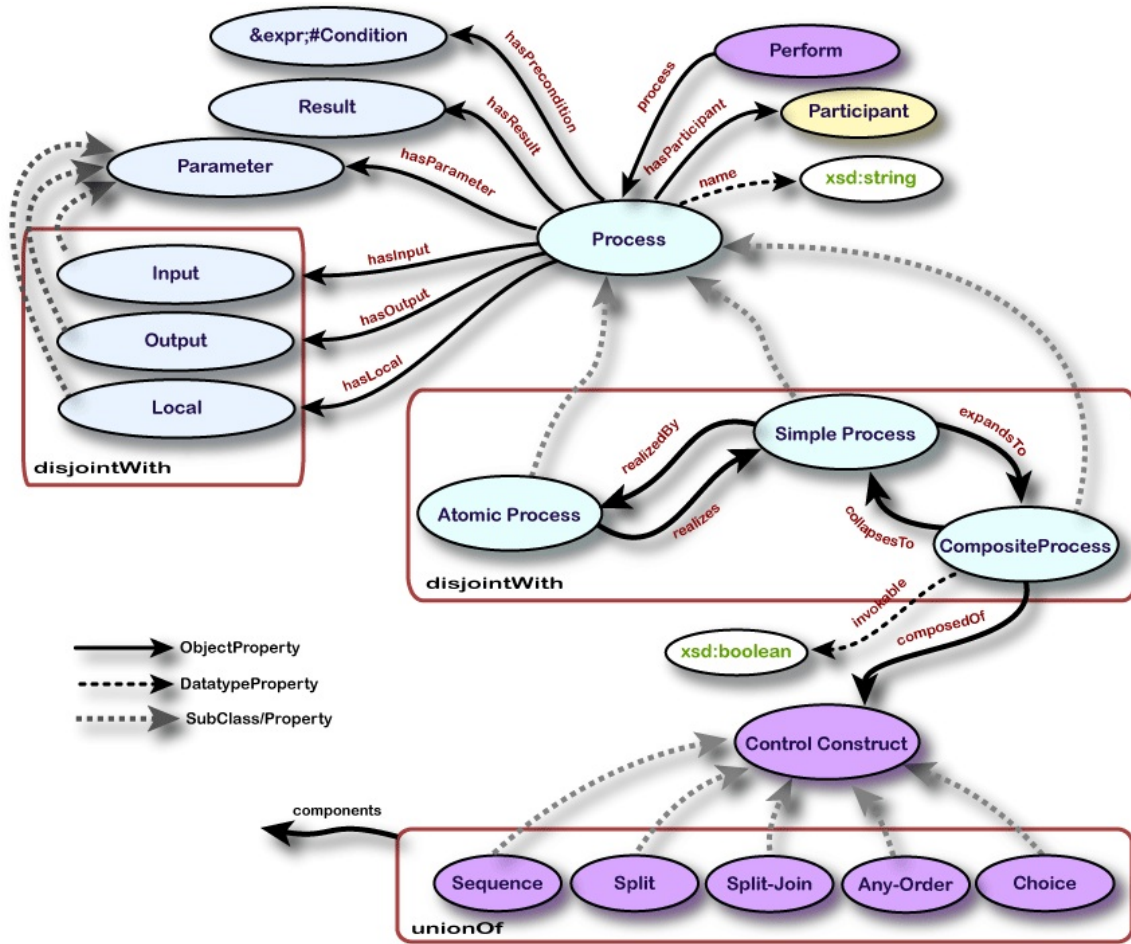 &expr;#Condition
Perform
hasPrecondition
process
Result
hasResult
hasParticipant
Participant
Parameter
hasParameter
name
xsd:string
Process
Input
hasInput
Output
hasOutput
Local
hasLocal
disjointWith
Simple Process
expandsTo
realizedBy
Atomic Process
realizes
collapsesTo
CompositeProcess
disjointWith
invokable
composedOf
xsd:boolean
ObjectProperty
DatatypeProperty
SubClass/Property
Control Construct
components
Sequence
Split
Split-Join
Any-Order
Choice
unionOf